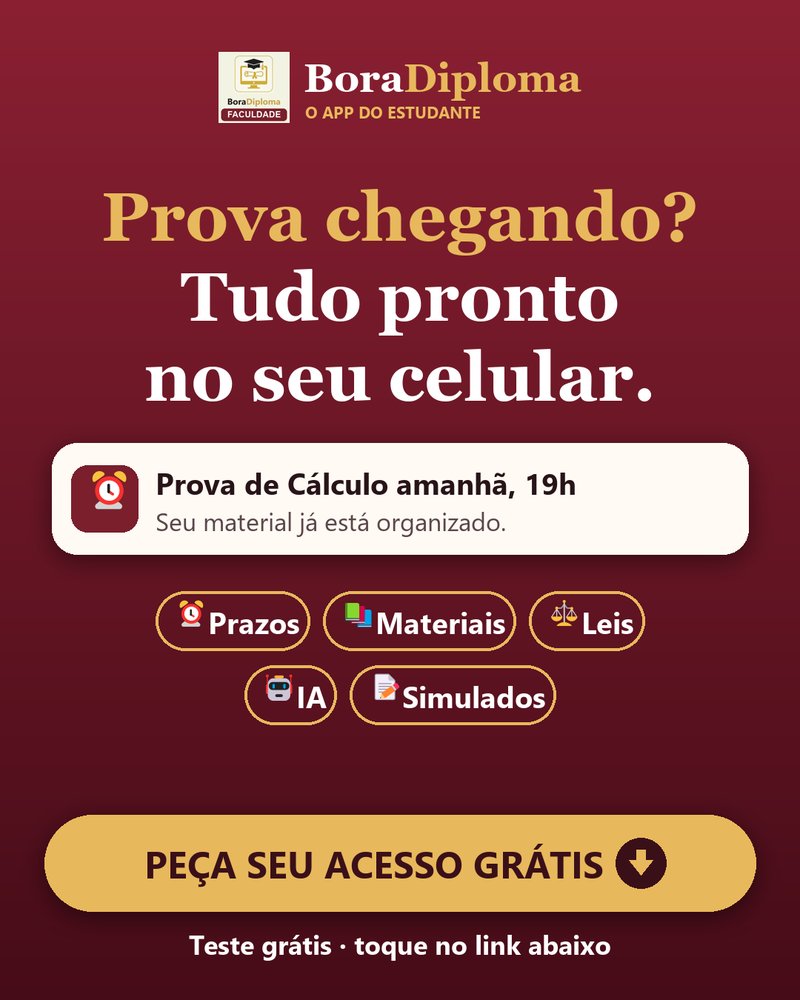 BoraDiploma
FACULDADE
BoraDiploma
O APP DO ESTUDANTE
Prova chegando?
Tudo pronto
no seu celular.
Prova de Cálculo amanhã, 19h
Seu material já está organizado.
Prazos
Materiais
Leis
IA
Simulados
PEÇA SEU ACESSO GRÁTIS
Teste grátis · toque no link abaixo